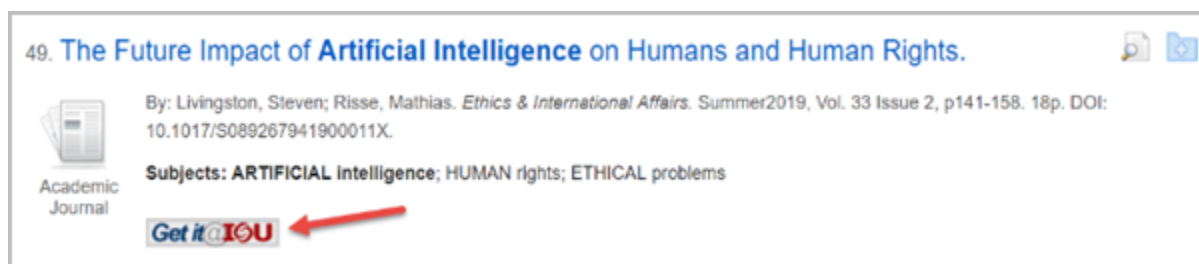 49. The Future Impact of Artificial Intelligence on Humans and Human Rights.
By: Livingston, Steven; Risse, Mathias. Ethics & International Affairs. Summer2019, Vol. 33 Issue 2, p141-158. 18p. DOI:
10.1017/S089267941900011X.
Subjects: ARTIFICIAL intelligence; HUMAN rights; ETHICAL problems
Academic
Journal
Get it@ISU